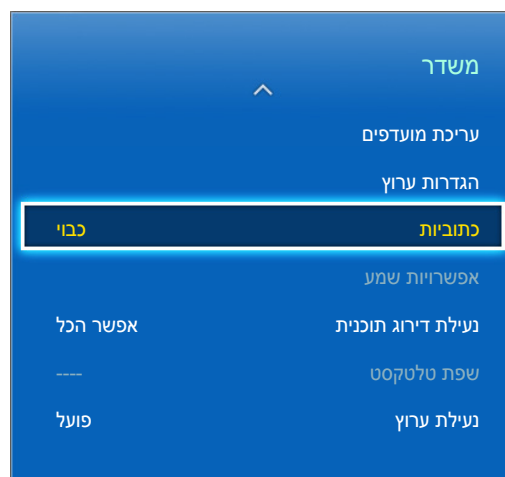 משדר
עריכת מועדפים
הגדרות ערוץ
כתוביות כבוי
אפשרויות שמע
נעילת דירוג תוכנית אפשר הכל
שפת טלטקסט ----
נעילת ערוץ פועל